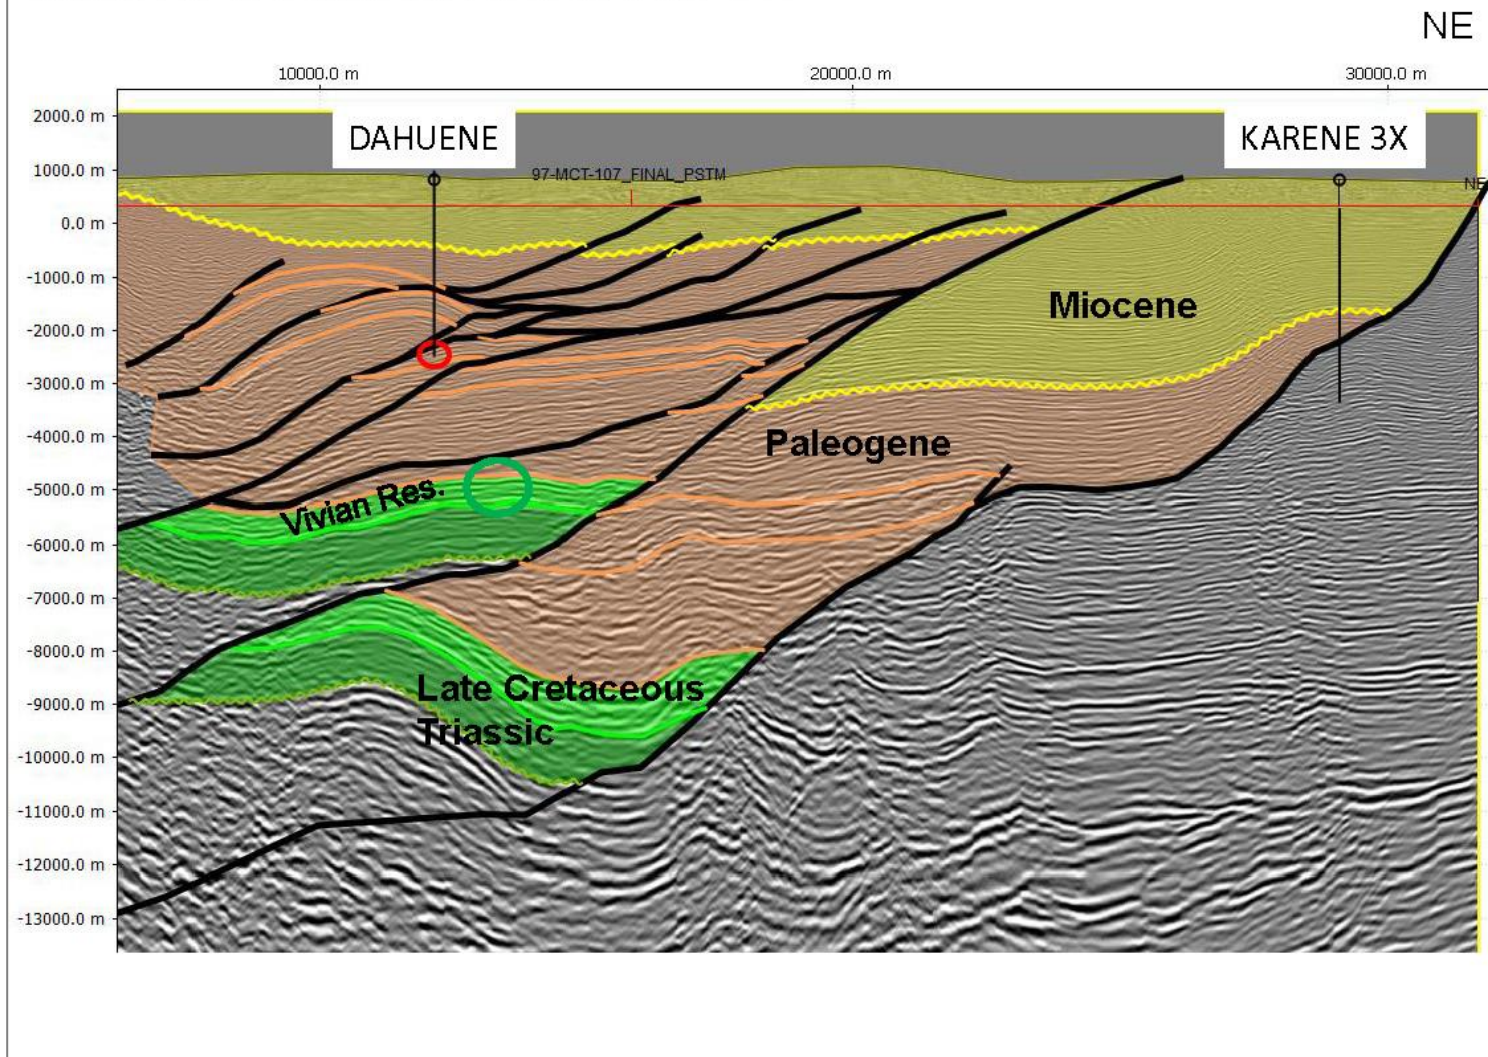 NE
10000.0 m
20000.0 m
30000.0 m
2000.0 m
DAHUENE
KARENE 3X
1000.0 m
97-MCT-107_FINAL_PSTM
NE
0.0 m
-1000.0 m
Miocene
-2000.0 m
-3000.0 m
-4000.0 m
Paleogene
-5000.0 m
Vivian Res.
-6000.0 m
-7000.0 m
-8000.0 m
Late Cretaceous
-9000.0 m
Triassic
-10000.0 m
-11000.0 m
-12000.0 m
-13000.0 m